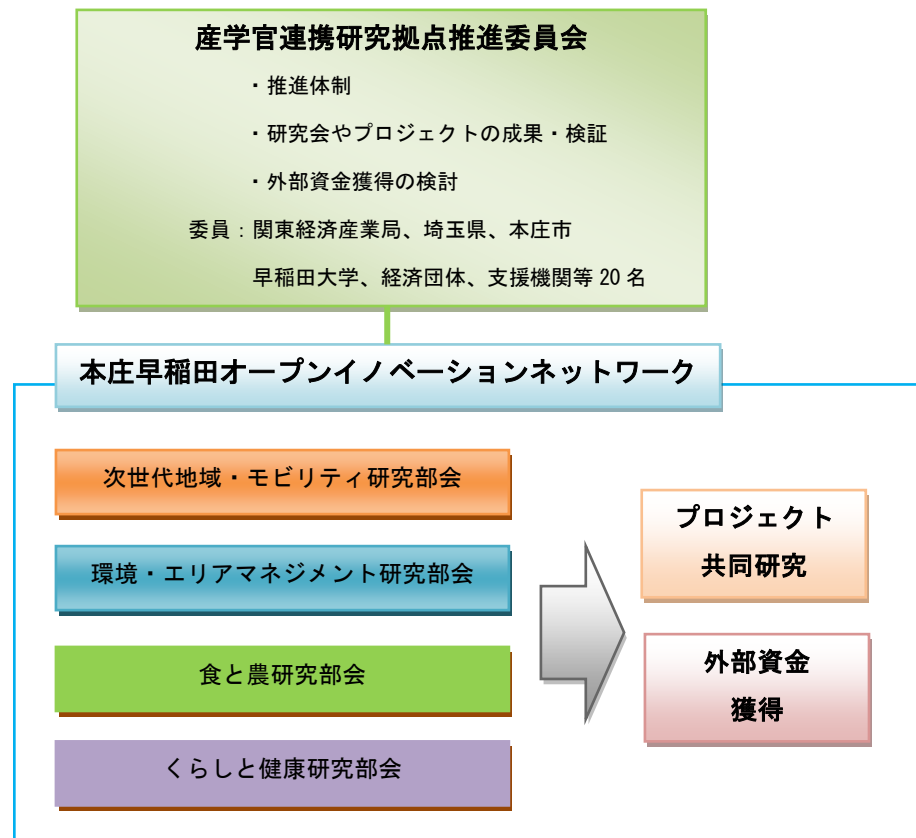 産学官連携研究拠点推進委員会
・推進体制
・研究会やプロジェクトの成果・検証
・外部資金獲得の検討
委員：関東経済産業局、埼玉県、本庄市
早稲田大学、経済団体、支援機関等 20 名
本庄早稲田オープンイノベーションネットワーク
次世代地域・モビリティ研究部会
環境・エリアマネジメント研究部会
食と農研究部会
くらしと健康研究部会
プロジェクト
共同研究
外部資金
獲得